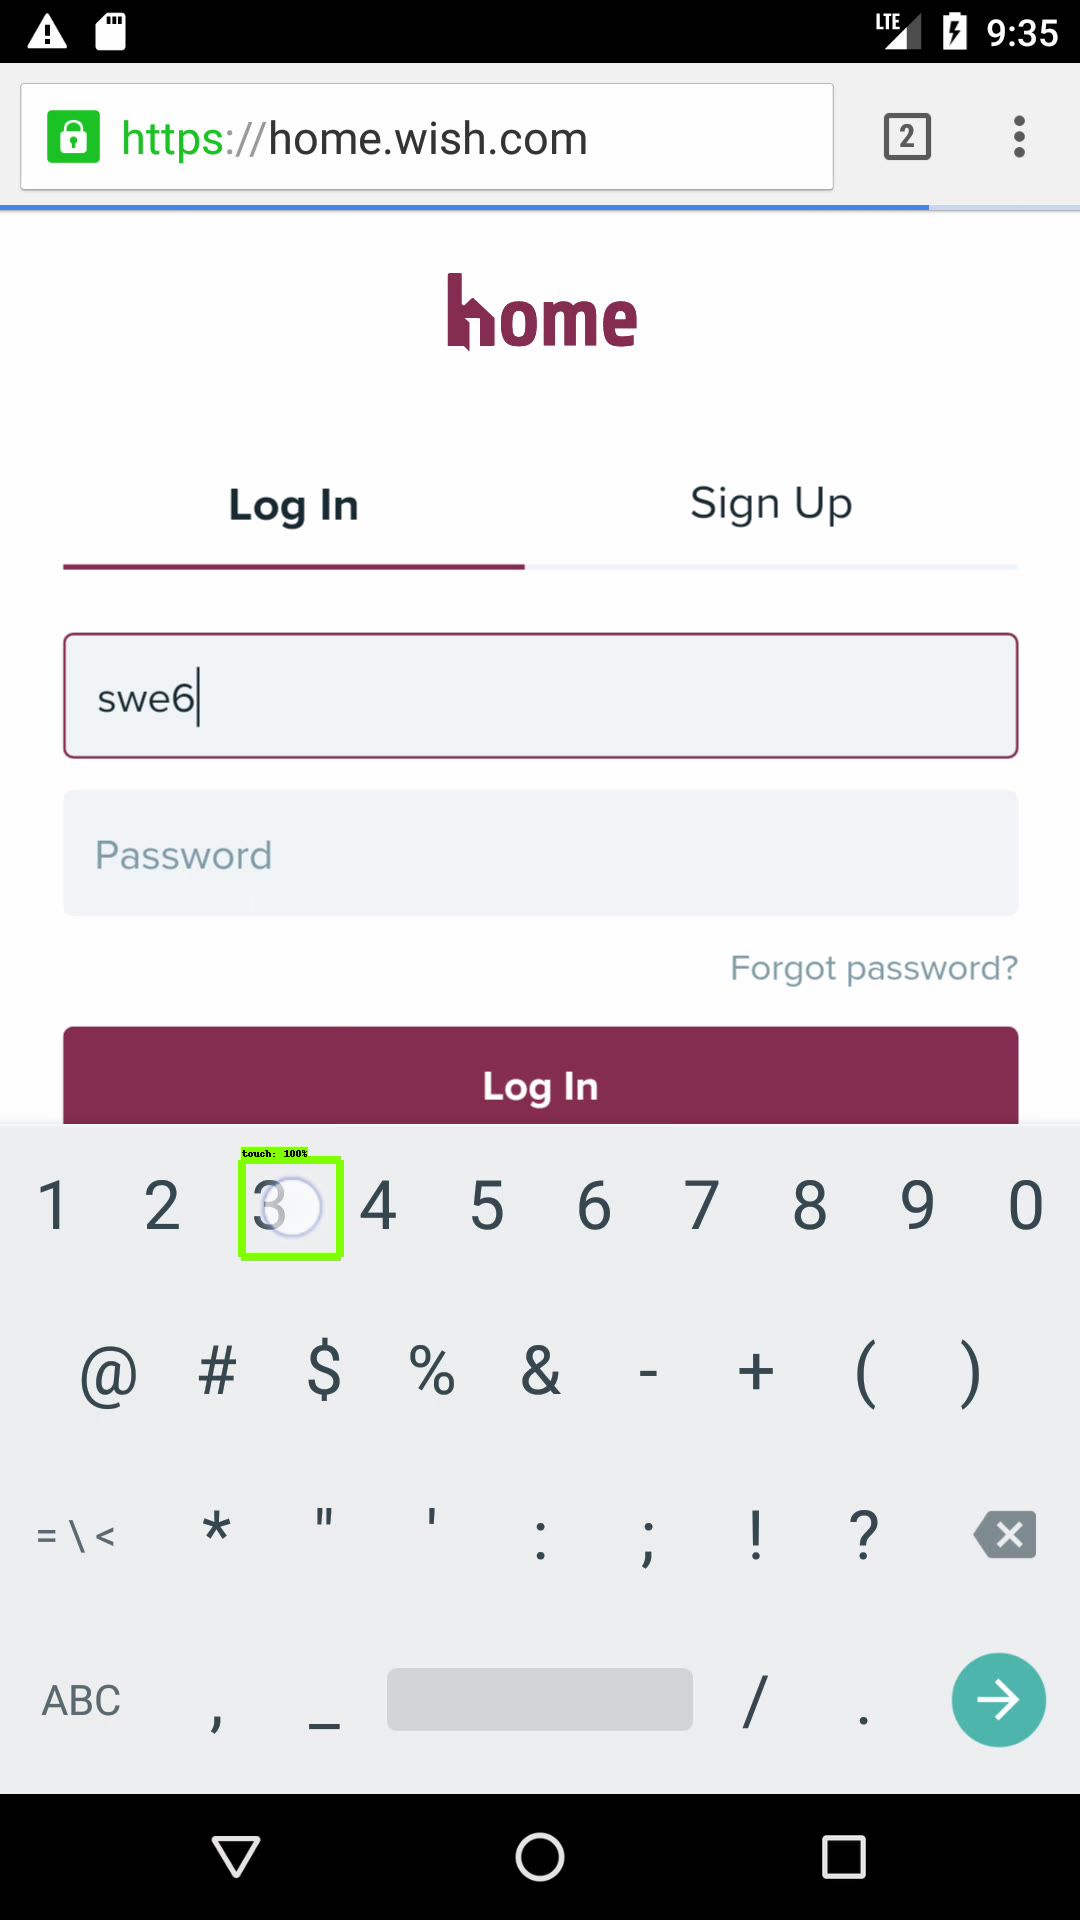 LTE 9:35
https://home.wish.com 2
home
Log In Sign Up
swe6
Password
Forgot password?
Log In
touch: 100%
1 2 3 4 5 6 7 8 9 0
@ # $ % & - + ( )
= \ < * " ' : ; ! ?
ABC , _ / .